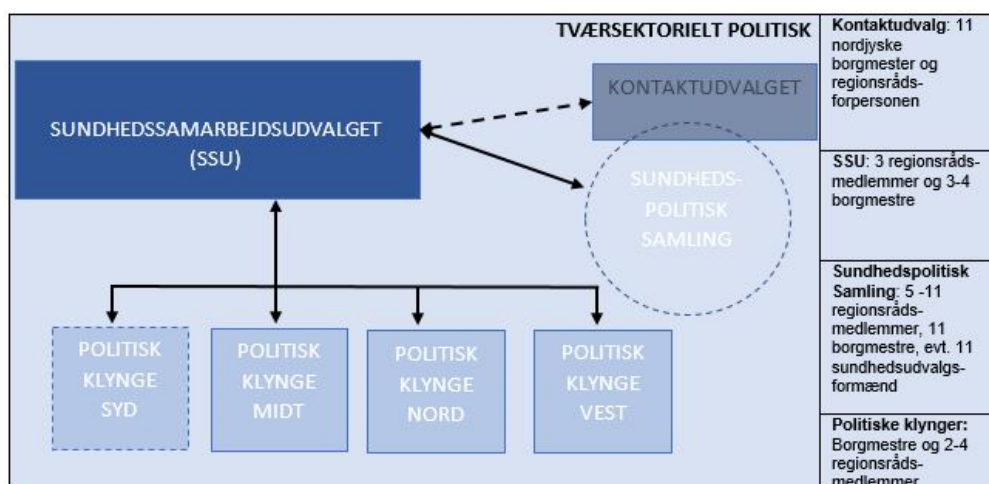 TVÆRSEKTORIELT POLITISK
SUNDHEDSSAMARBEJDSUDVALGET
(SSU)
KONTAKTUDVALGET
SUNDHEDS-
POLITISK
SAMLING
POLITISK
KLYNGE
SYD
POLITISK
KLYNGE
MIDT
POLITISK
KLYNGE
NORD
POLITISK
KLYNGE
VEST
Kontaktudvalg: 11
nordjyske
borgmester og
regionsråds-
forpersonen
SSU: 3 regionsråds-
medlemmer og 3-4
borgmestre
Sundhedspolitisk
Samling: 5 -11
regionsråds-
medlemmer, 11
borgmestre, evt. 11
sundhedsudvalgs-
formænd
Politiske klynger:
Borgmestre og 2-4
regionsråds-
medlemmer